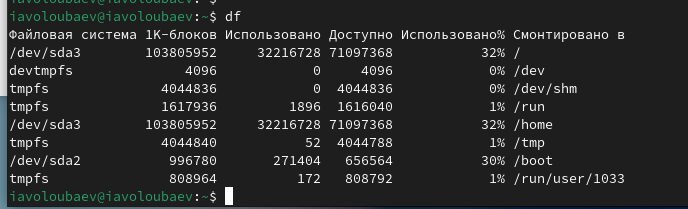 iavoloubaev@iavoloubaev:~$
iavoloubaev@iavoloubaev:~$ df
Файловая система 1K-блоков Использовано Доступно Использовано% Смонтировано в
/dev/sda3 103805952 32216728 71097368 32% /
devtmpfs 4096 0 4096 0% /dev
tmpfs 4044836 0 4044836 0% /dev/shm
tmpfs 1617936 1896 1616040 1% /run
/dev/sda3 103805952 32216728 71097368 32% /home
tmpfs 4044840 52 4044788 1% /tmp
/dev/sda2 996780 271404 656564 30% /boot
tmpfs 808964 172 808792 1% /run/user/1033
iavoloubaev@iavoloubaev:~$